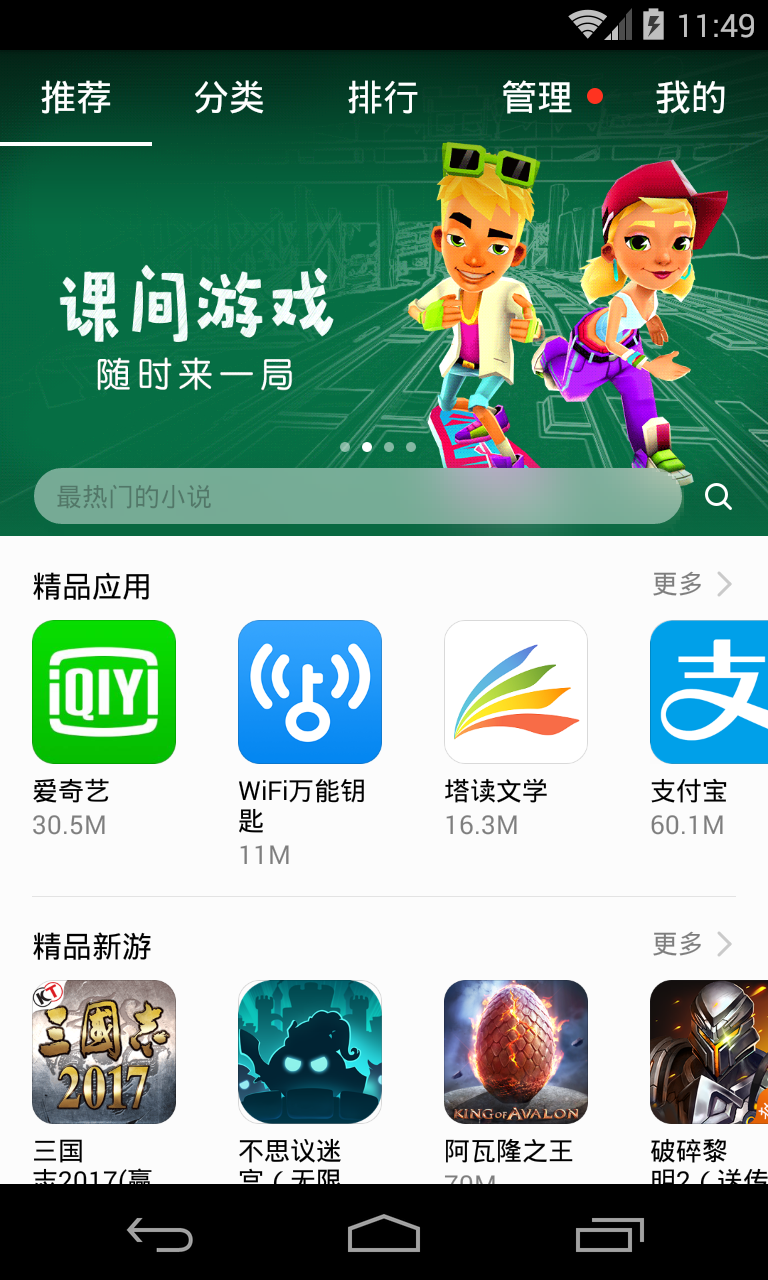 11:49
推荐 分类 排行 管理 我的
课间游戏
随时来一局
最热门的小说
精品应用 更多
iQIYI
支
爱奇艺 WiFi万能钥匙 塔读文学 支付宝
30.5M 11M 16.3M 60.1M
精品新游 更多
KT
三國志
2017
KING OF AVALON
三国 不思议迷 阿瓦隆之王 破碎黎
志2017(赢 宫（无限 79M 明2（送传